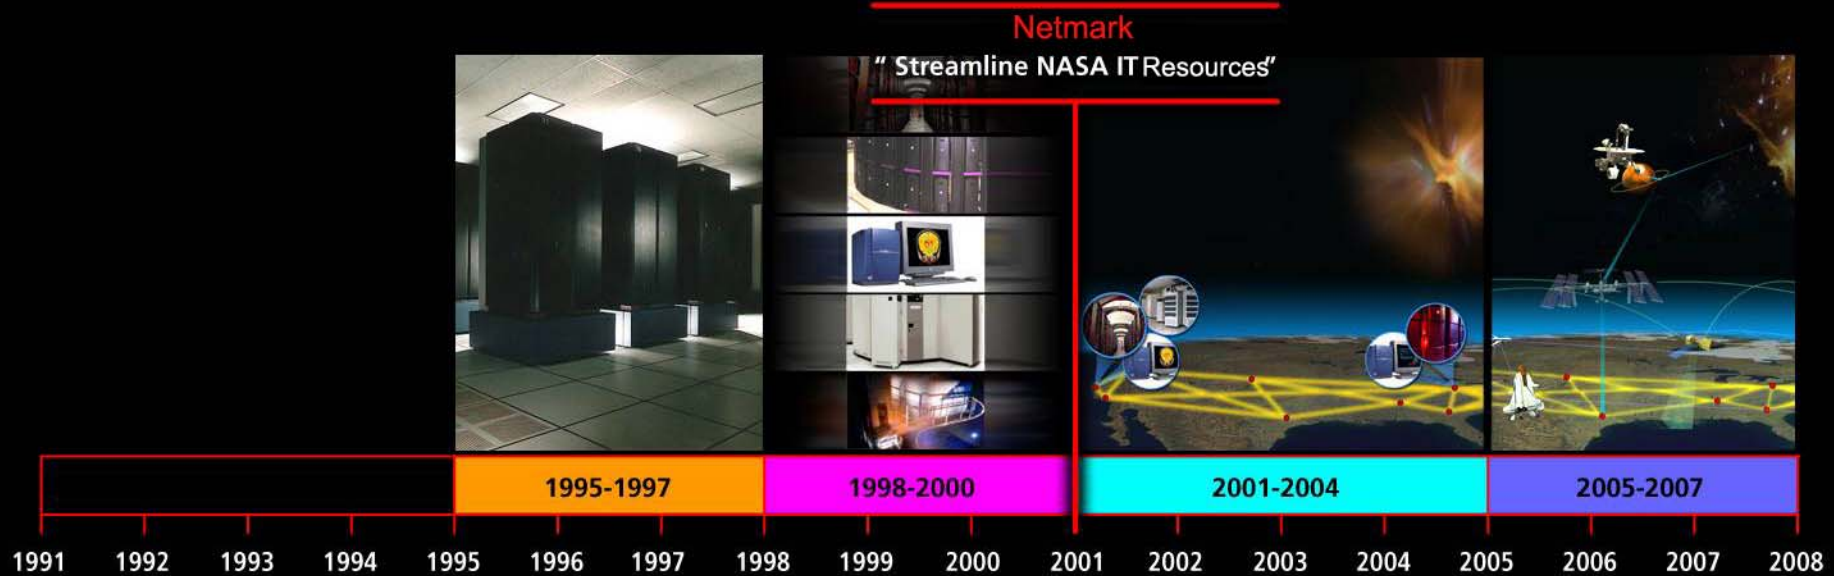 Netmark
“ Streamline NASA IT Resources”
1995-1997 1998-2000 2001-2004 2005-2007
1991 1992 1993 1994 1995 1996 1997 1998 1999 2000 2001 2002 2003 2004 2005 2006 2007 2008